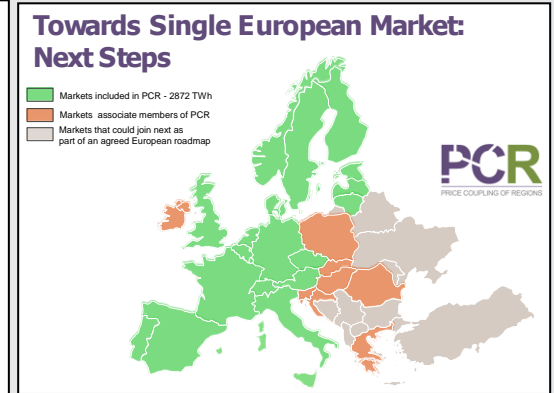 Towards Single European Market:
Next Steps
Markets included in PCR - 2872 TWh
Markets associate members of PCR
Markets that could join next as
part of an agreed European roadmap
PCR
PRICE COUPLING OF REGIONS